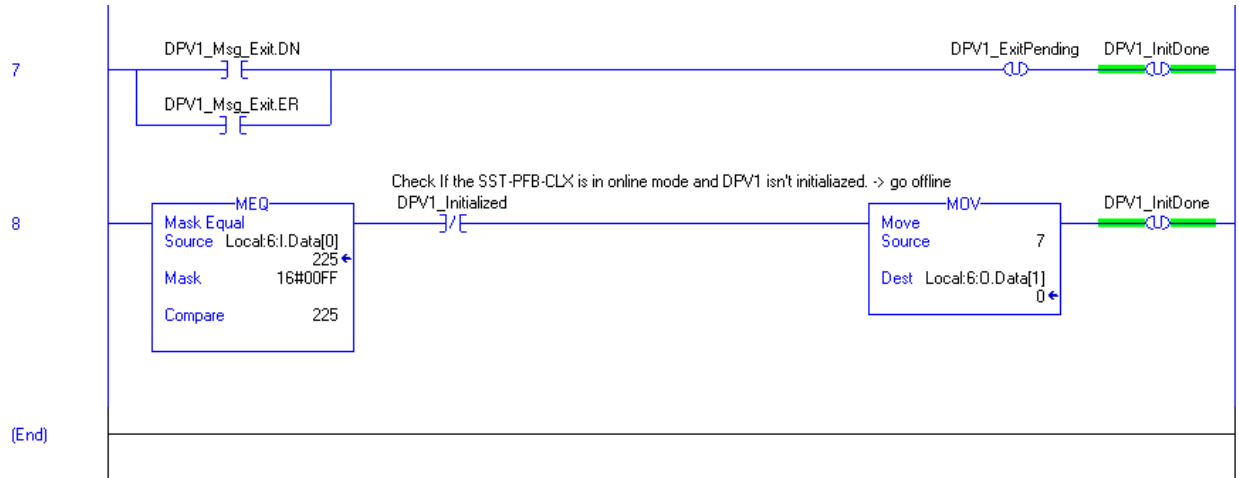 DPV1_Msg_Exit.DN DPV1_ExitPending DPV1_InitDone
7
U U
DPV1_Msg_Exit.ER
Check If the SST-PFB-CLX is in online mode and DPV1 isn't initialiazed. -> go offline
MEQ DPV1_Initialized MOV DPV1_InitDone
8
Mask Equal Move U
Source Local:6:I.Data[0] Source 7
225
Mask 16#00FF Dest Local:6:O.Data[1]
0
Compare 225
(End)